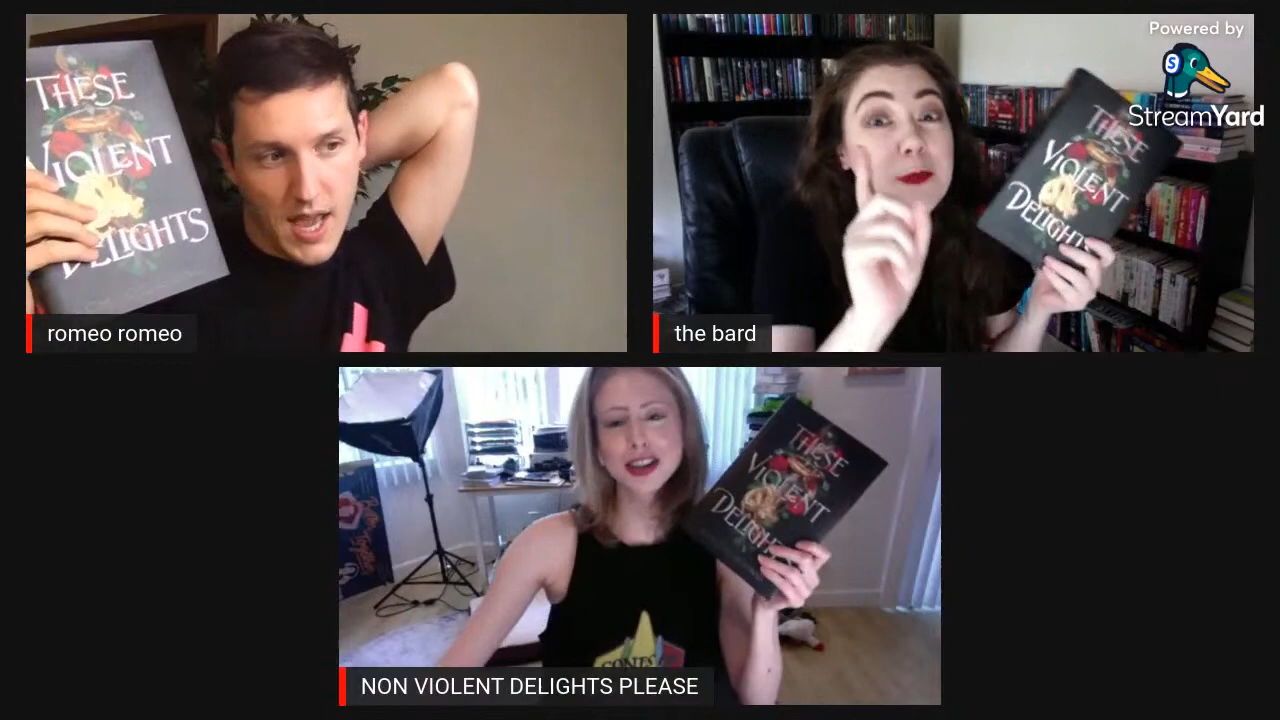 THESE
VIOLENT
DELIGHTS
romeo romeo
Powered by
S
StreamYard
THESE
VIOLENT
DELIGHTS
the bard
THESE
VIOLENT
DELIGHTS
NON VIOLENT DELIGHTS PLEASE